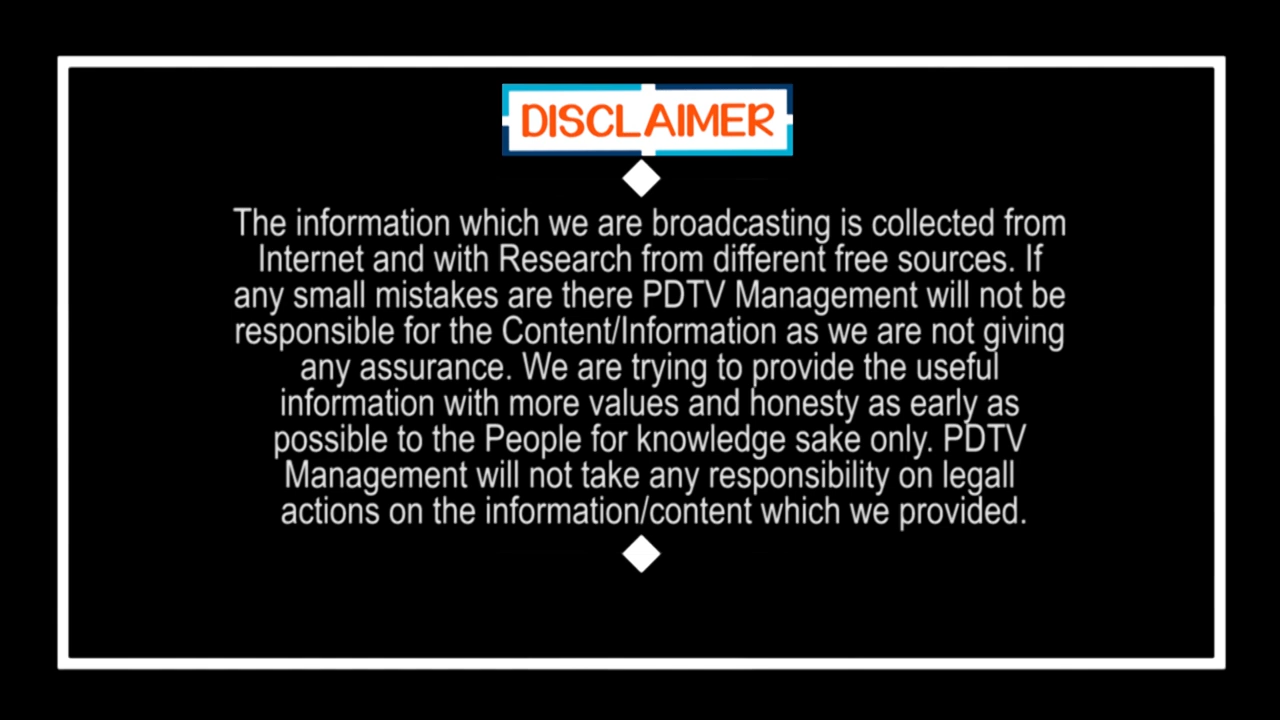 DISCLAIMER
The information which we are broadcasting is collected from
Internet and with Research from different free sources. If
any small mistakes are there PDTV Management will not be
responsible for the Content/Information as we are not giving
any assurance. We are trying to provide the useful
information with more values and honesty as early as
possible to the People for knowledge sake only. PDTV
Management will not take any responsibility on legall
actions on the information/content which we provided.